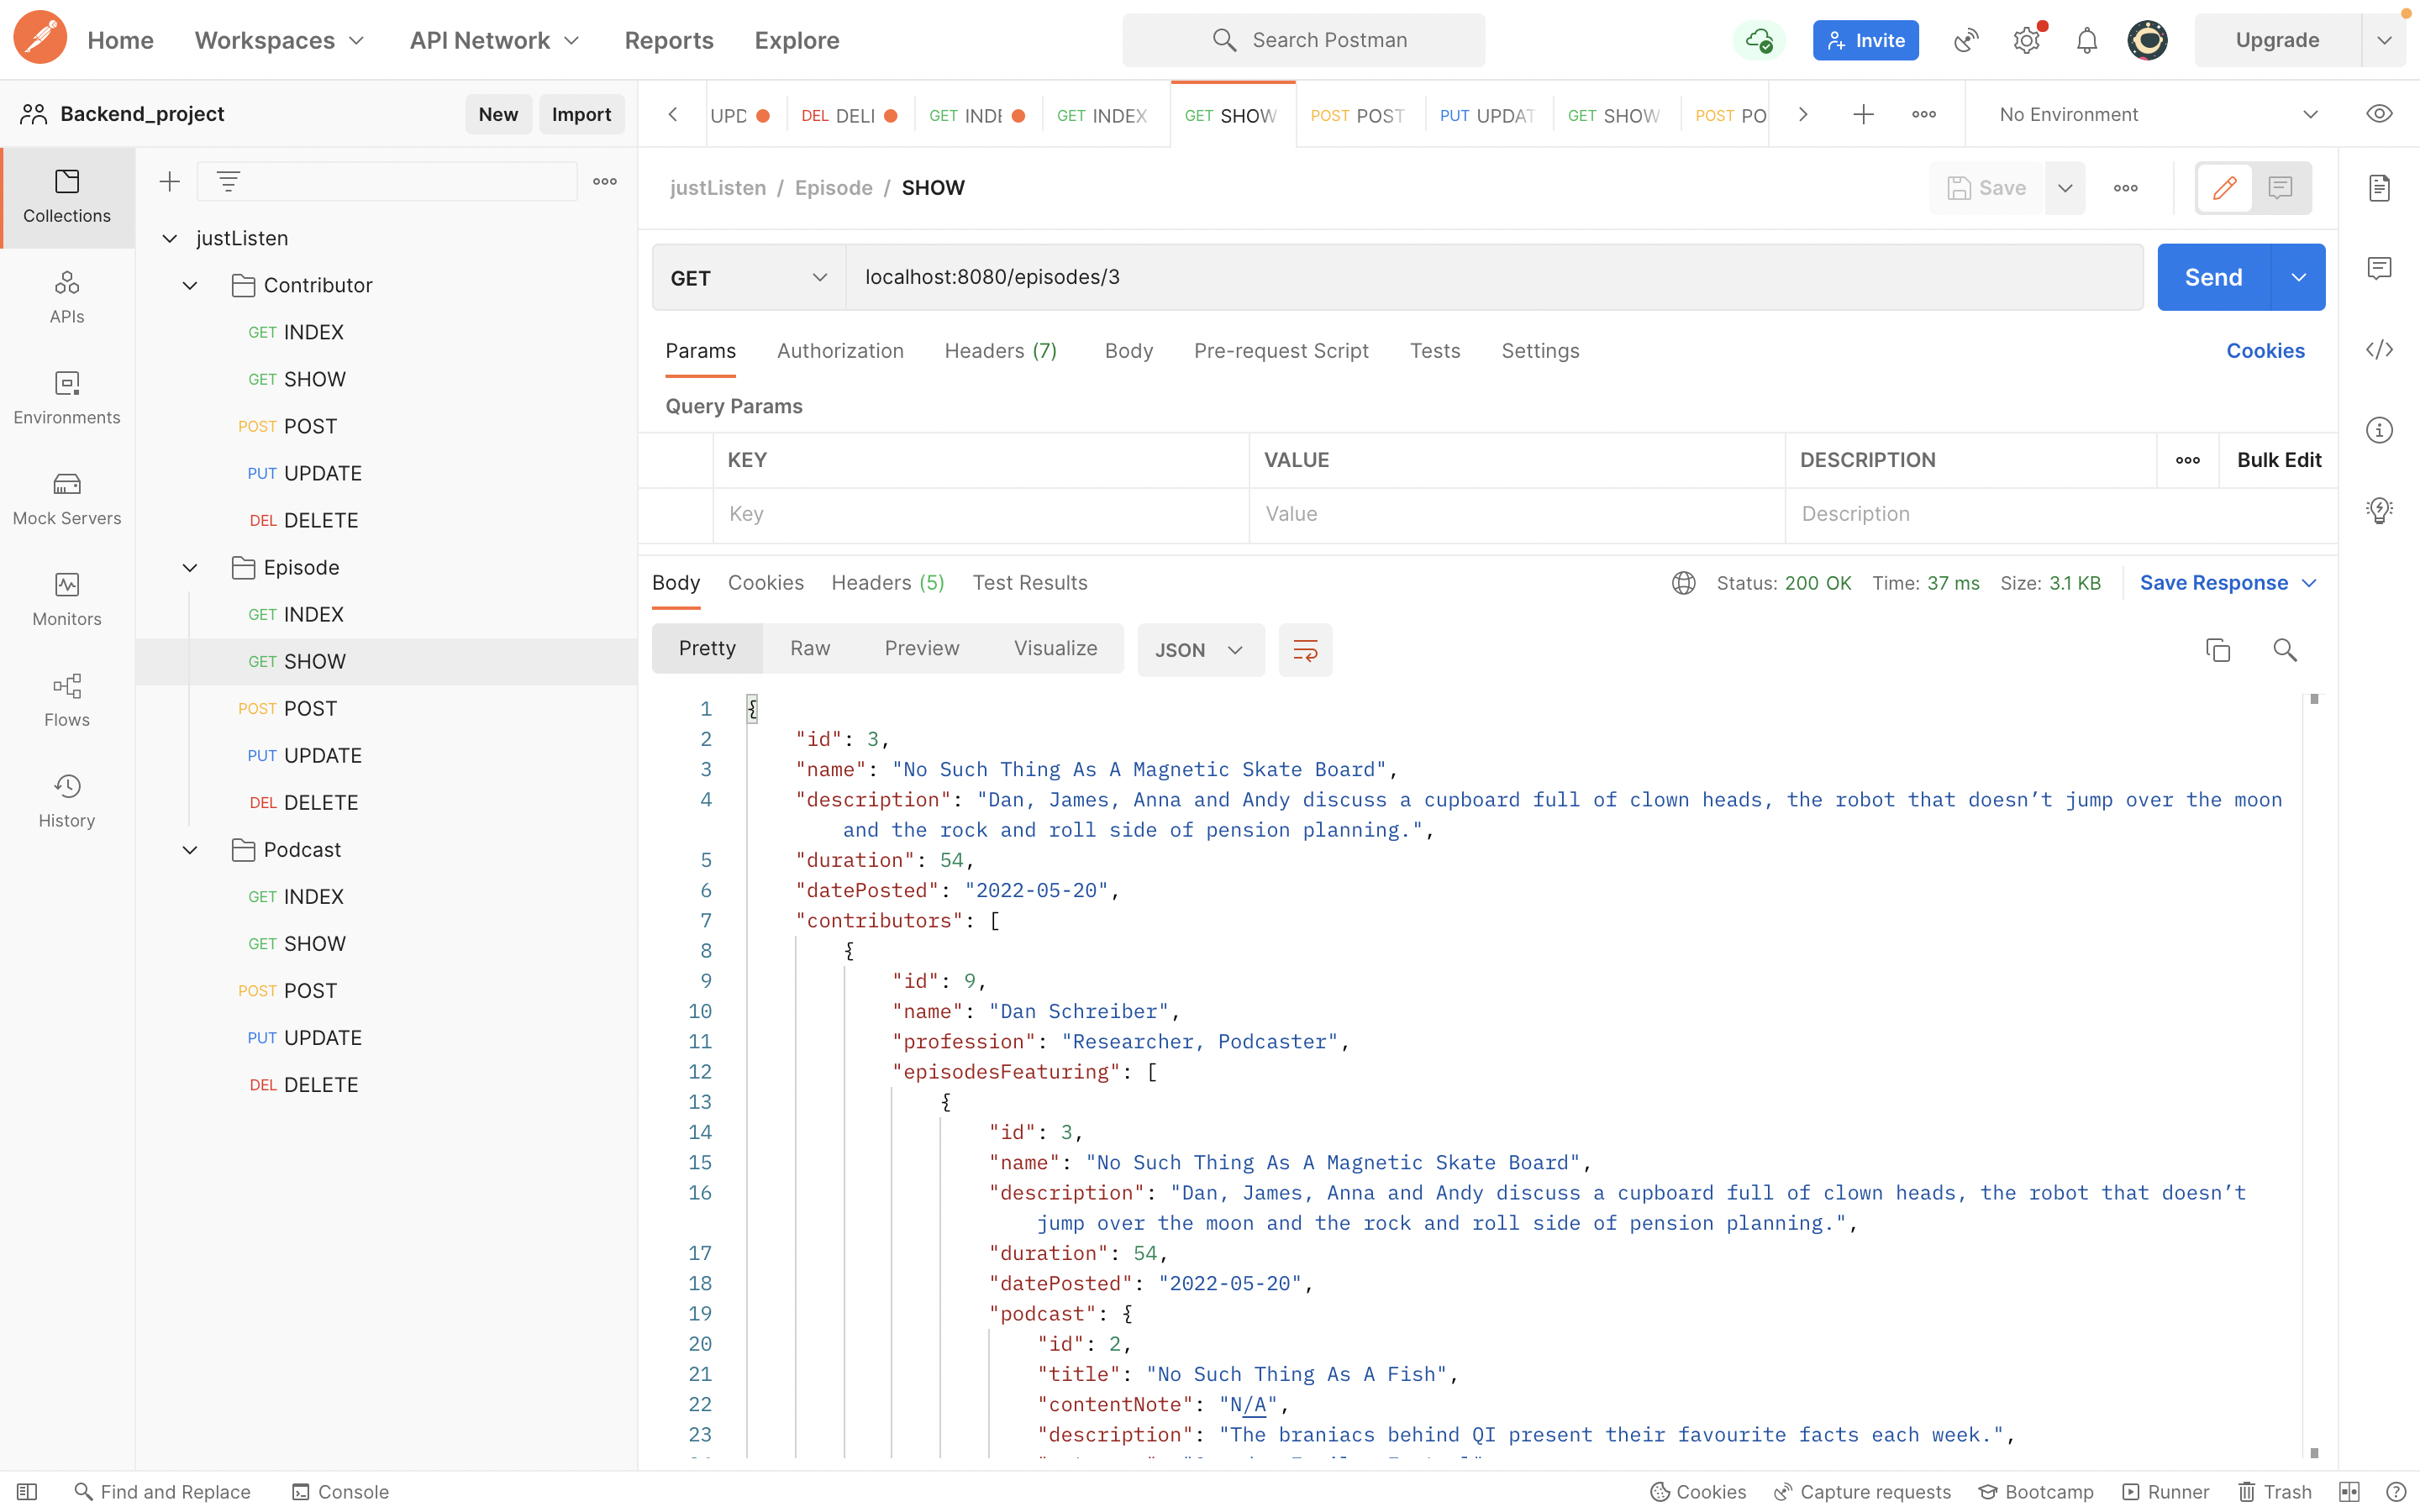 Home Workspaces API Network Reports Explore Search Postman Invite Upgrade
Backend_project New Import
UPD DEL DELI GET INDE GET INDEX GET SHOW POST POST PUT UPDAT GET SHOW POST PO No Environment
Collections
APIs
Environments
Mock Servers
Monitors
Flows
History
justListen
Contributor
GET INDEX
GET SHOW
POST POST
PUT UPDATE
DEL DELETE
Episode
GET INDEX
GET SHOW
POST POST
PUT UPDATE
DEL DELETE
Podcast
GET INDEX
GET SHOW
POST POST
PUT UPDATE
DEL DELETE
justListen / Episode / SHOW Save
GET localhost:8080/episodes/3 Send
Params Authorization Headers (7) Body Pre-request Script Tests Settings Cookies
Query Params
KEY VALUE DESCRIPTION Bulk Edit
Key Value Description
Body Cookies Headers (5) Test Results Status: 200 OK Time: 37 ms Size: 3.1 KB Save Response
Pretty Raw Preview Visualize JSON
1 {
2 "id": 3,
3 "name": "No Such Thing As A Magnetic Skate Board",
4 "description": "Dan, James, Anna and Andy discuss a cupboard full of clown heads, the robot that doesn’t jump over the moon
and the rock and roll side of pension planning.",
5 "duration": 54,
6 "datePosted": "2022-05-20",
7 "contributors": [
8 {
9 "id": 9,
10 "name": "Dan Schreiber",
11 "profession": "Researcher, Podcaster",
12 "episodesFeaturing": [
13 {
14 "id": 3,
15 "name": "No Such Thing As A Magnetic Skate Board",
16 "description": "Dan, James, Anna and Andy discuss a cupboard full of clown heads, the robot that doesn’t
jump over the moon and the rock and roll side of pension planning.",
17 "duration": 54,
18 "datePosted": "2022-05-20",
19 "podcast": {
20 "id": 2,
21 "title": "No Such Thing As A Fish",
22 "contentNote": "N/A",
23 "description": "The braniacs behind QI present their favourite facts each week.",
Find and Replace Console Cookies Capture requests Bootcamp Runner Trash